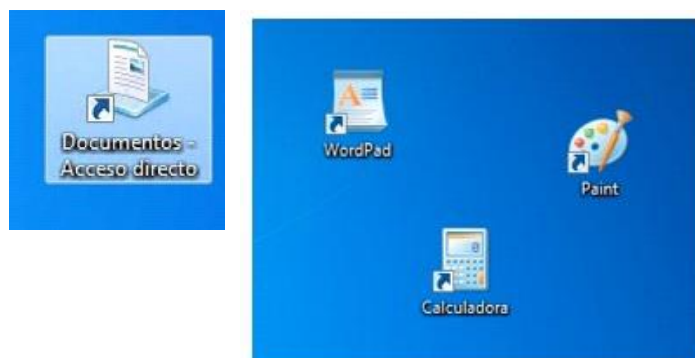 Documentos -
Acceso directo
WordPad
Paint
Calculadora